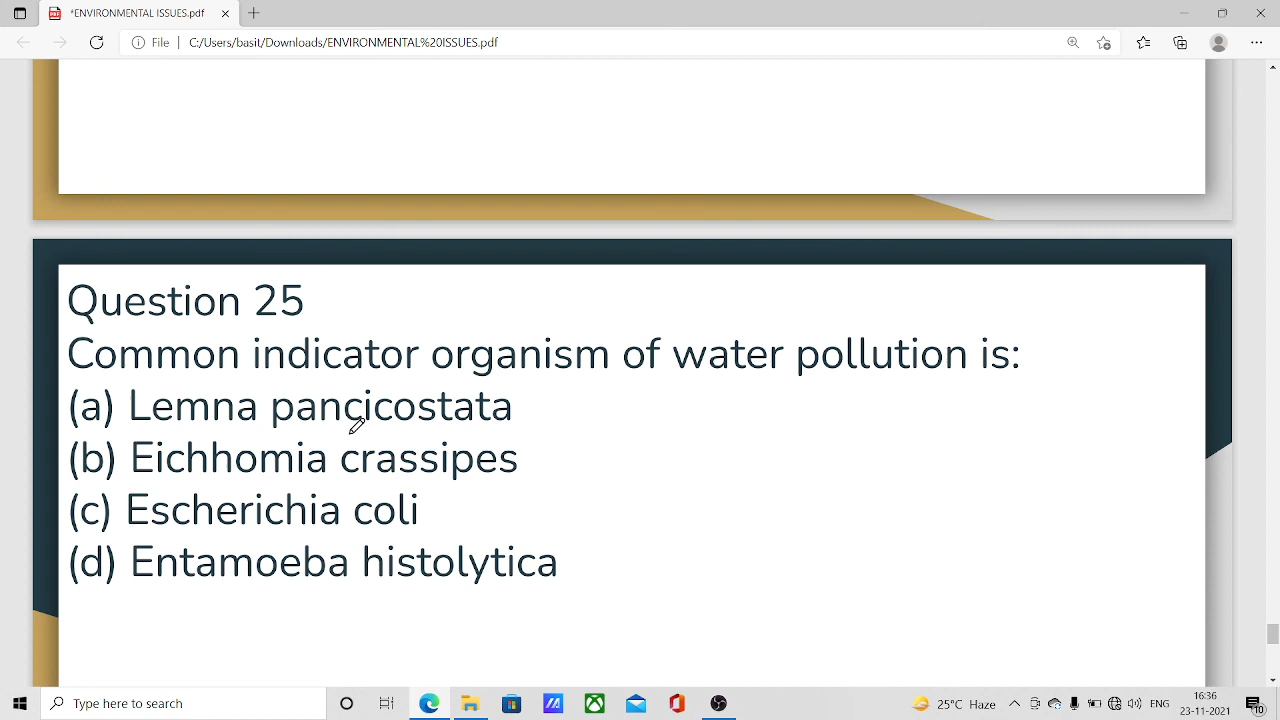 *ENVIRONMENTAL ISSUES.pdf
File | C:/Users/basil/Downloads/ENVIRONMENTAL%20ISSUES.pdf
Question 25
Common indicator organism of water pollution is:
(a) Lemna pancicostata
(b) Eichhomia crassipes
(c) Escherichia coli
(d) Entamoeba histolytica
Type here to search
25°C Haze
ENG
16:36
23-11-2021
10